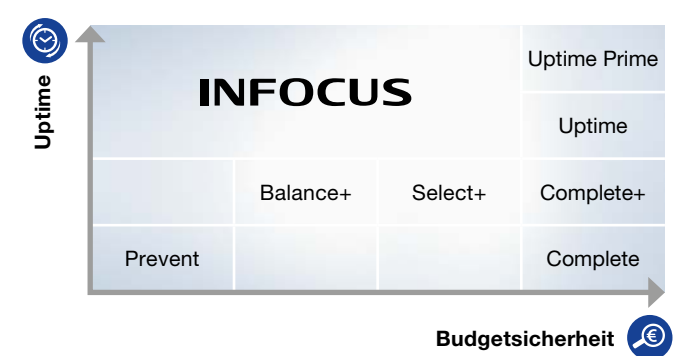 Uptime
INFOCUS
Uptime Prime
Uptime
Balance+
Select+
Complete+
Prevent
Complete
Budgetsicherheit
€